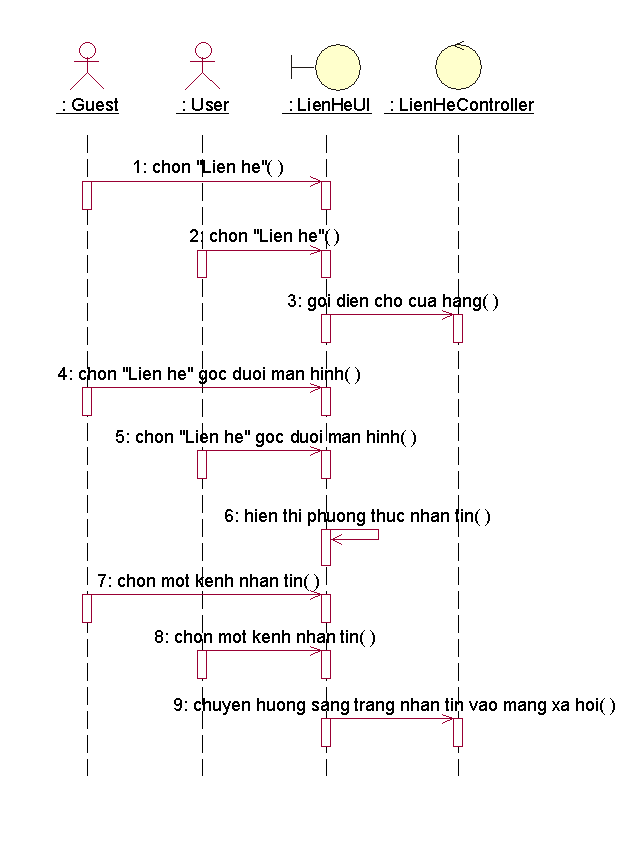 : Guest
: User
: LienHeUI
: LienHeController
1: chon "Lien he"( )
2: chon "Lien he"( )
3: goi dien cho cua hang( )
4: chon "Lien he" goc duoi man hinh( )
5: chon "Lien he" goc duoi man hinh( )
6: hien thi phuong thuc nhan tin( )
7: chon mot kenh nhan tin( )
8: chon mot kenh nhan tin( )
9: chuyen huong sang trang nhan tin vao mang xa hoi( )